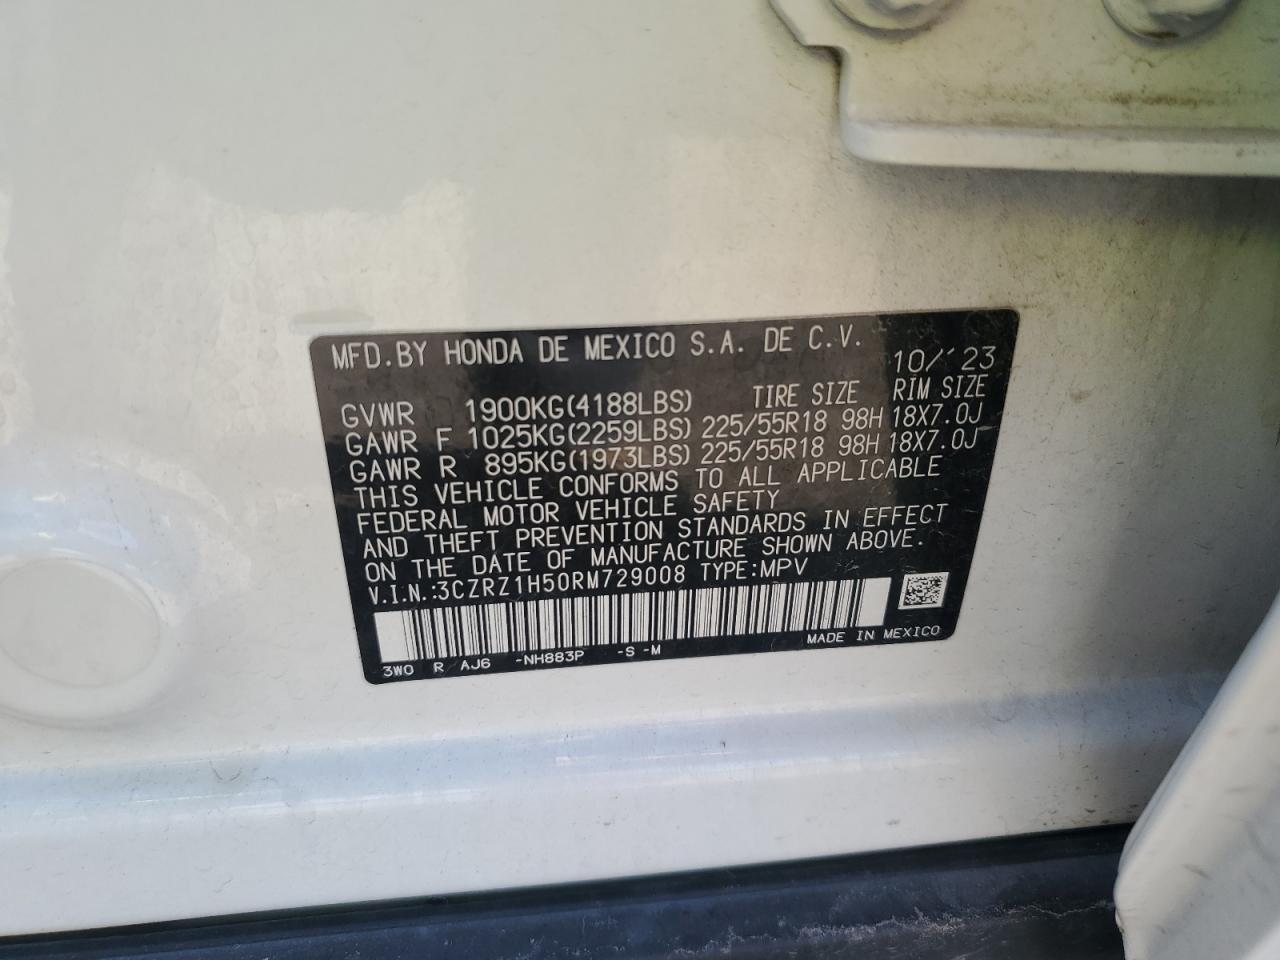 MFD.BY HONDA DE MEXICO S.A. DE C.V. 10/'23
TIRE SIZE RIM SIZE
GVWR 1900KG(4188LBS)
GAWR F 1025KG(2259LBS) 225/55R18 98H 18X7.0J
GAWR R 895KG(1973LBS) 225/55R18 98H 18X7.0J
THIS VEHICLE CONFORMS TO ALL APPLICABLE
FEDERAL MOTOR VEHICLE SAFETY
AND THEFT PREVENTION STANDARDS IN EFFECT
ON THE DATE OF MANUFACTURE SHOWN ABOVE.
V.I.N.:3CZRZ1H50RM729008 TYPE:MPV
MADE IN MEXICO
3W0 R AJ6 -NH883P -S -M